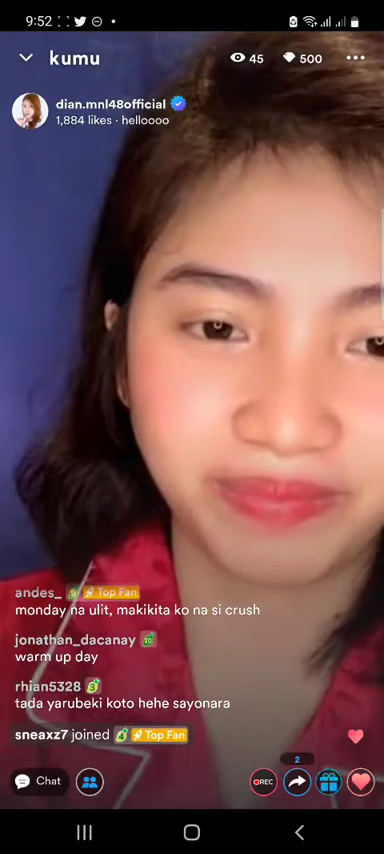 9:52
kumu
45
500
dian.mnl48official
1,884 likes · helloooo
andes_ 9 Top Fan
monday na ulit, makikita ko na si crush
jonathan_dacanay 10
warm up day
rhian5328 3
tada yarubeki koto hehe sayonara
sneaxz7 joined 4 Top Fan
2
Chat
REC